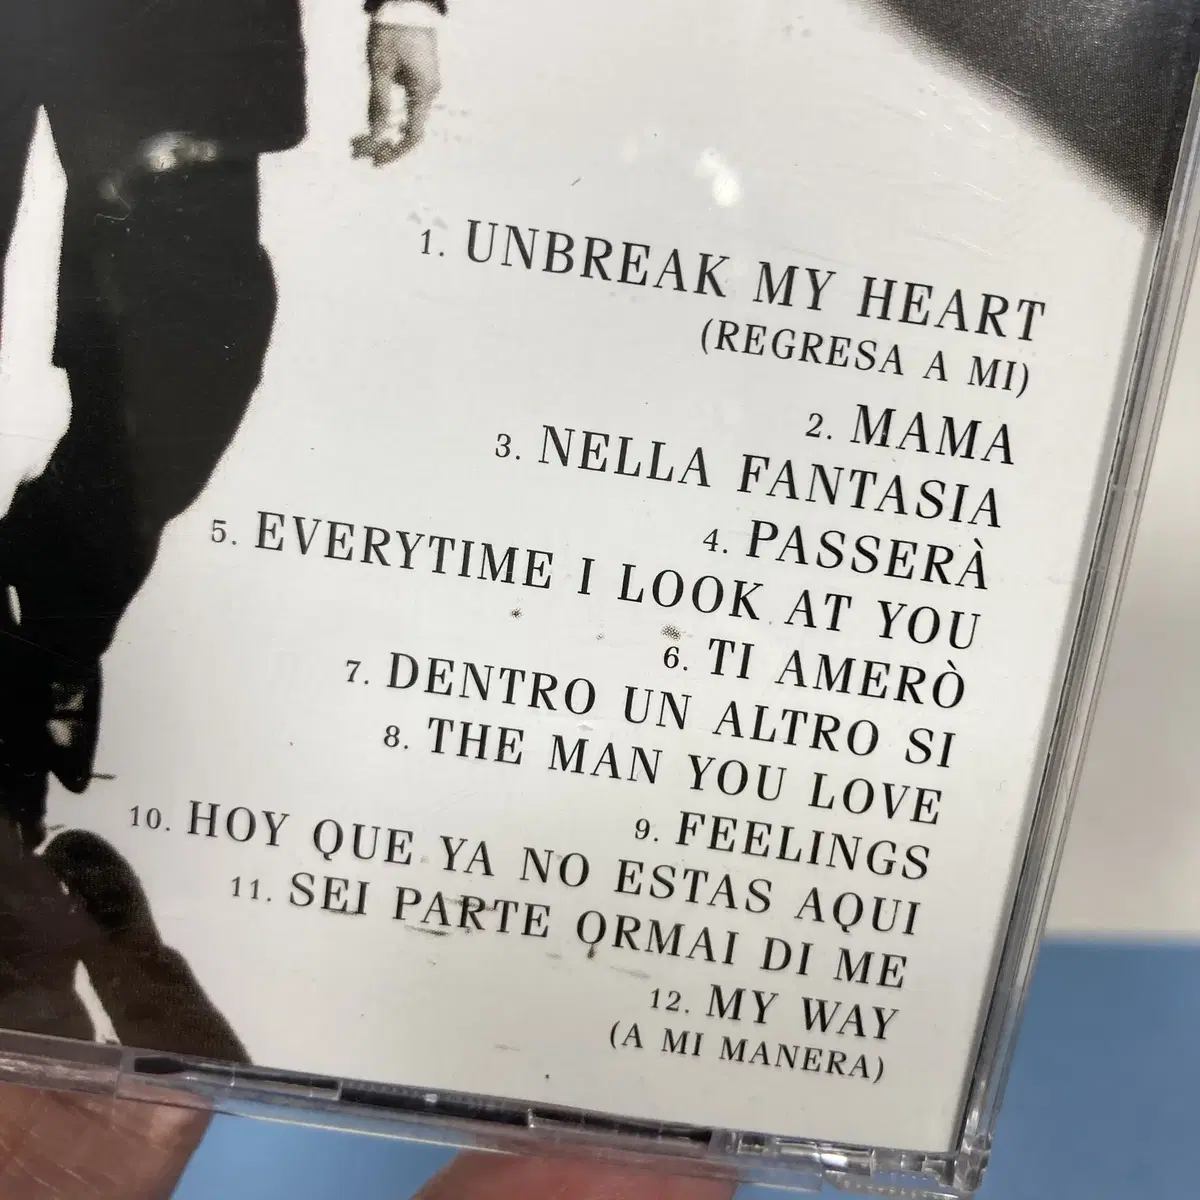 1. UNBREAK MY HEART
(REGRESA A MI)
2. MAMA
3. NELLA FANTASIA
4. PASSERÀ
5. EVERYTIME I LOOK AT YOU
6. TI AMERÒ
7. DENTRO UN ALTRO SI
8. THE MAN YOU LOVE
9. FEELINGS
10. HOY QUE YA NO ESTAS AQUI
11. SEI PARTE ORMAI DI ME
12. MY WAY
(A MI MANERA)